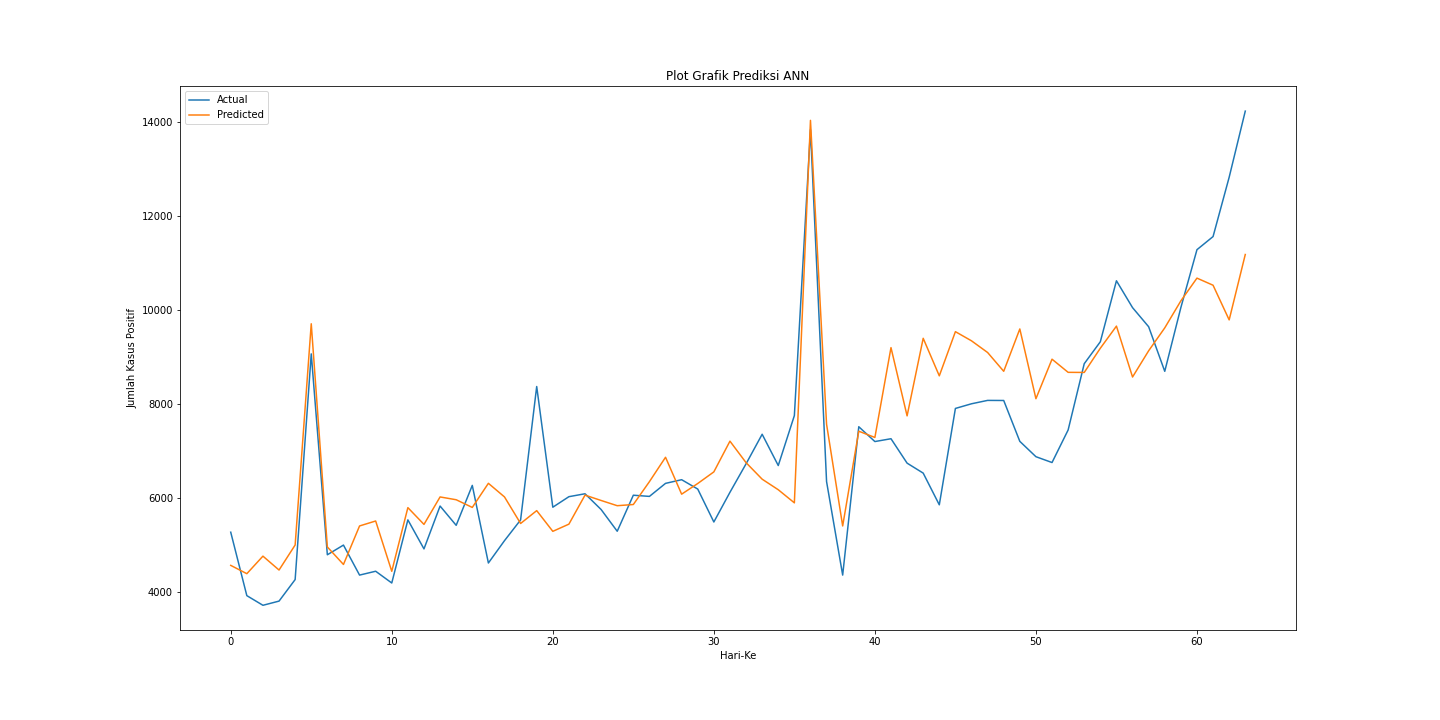 Plot Grafik Prediksi ANN
Actual
Predicted
14000
12000
10000
8000
6000
4000
Jumlah Kasus Positif
0 10 20 30 40 50 60
Hari-Ke